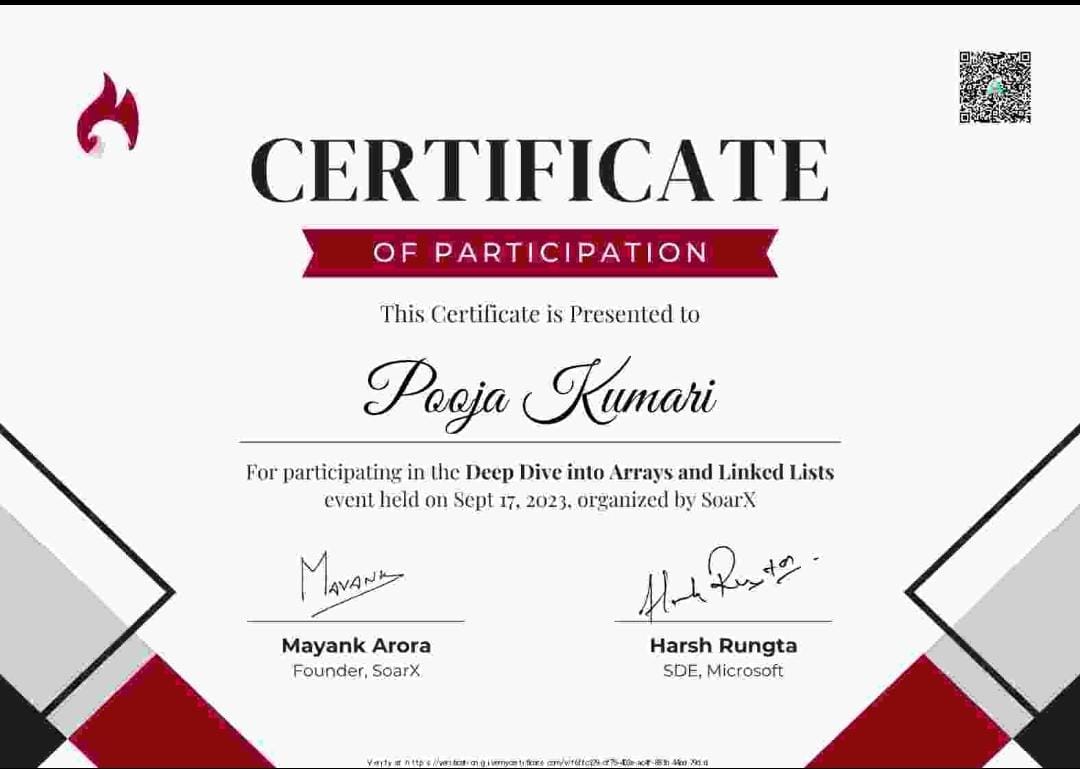 CERTIFICATE
OF PARTICIPATION
This Certificate is Presented to
Pooja Kumari
For participating in the Deep Dive into Arrays and Linked Lists
event held on Sept 17, 2023, organized by SoarX
MAYANK
Harsh Rungta
Mayank Arora
Harsh Rungta
Founder, SoarX
SDE, Microsoft
Verify at